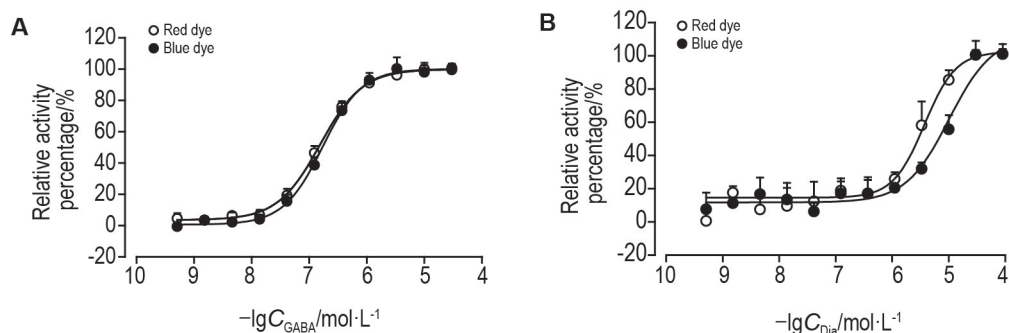 A
Red dye
Blue dye
120
100
80
60
40
20
0
-20
Relative activity
percentage/%
10 9 8 7 6 5 4
−lgC_GABA/mol·L⁻¹
B
Red dye
Blue dye
120
100
80
60
40
20
0
-20
Relative activity
percentage/%
10 9 8 7 6 5 4
−lgC_Dia/mol·L⁻¹